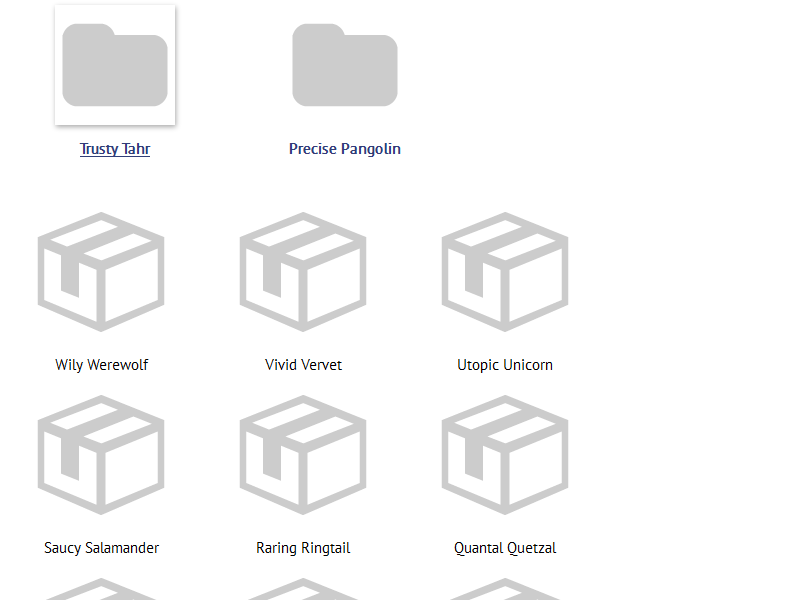 Trusty Tahr
Precise Pangolin
Wily Werewolf
Vivid Vervet
Utopic Unicorn
Saucy Salamander
Raring Ringtail
Quantal Quetzal